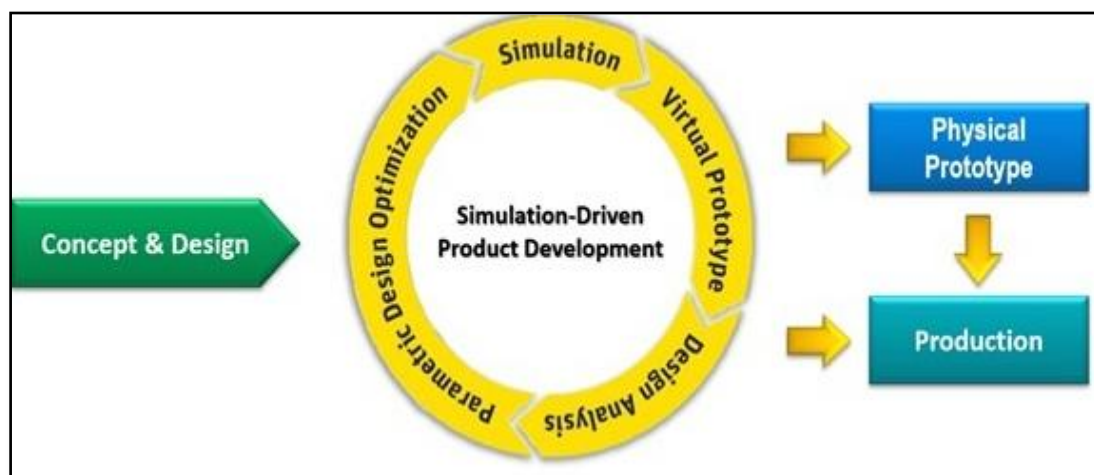 Concept & Design
Simulation
Virtual Prototype
Design Analysis
Parametric Design Optimization
Simulation-Driven
Product Development
Physical
Prototype
Production